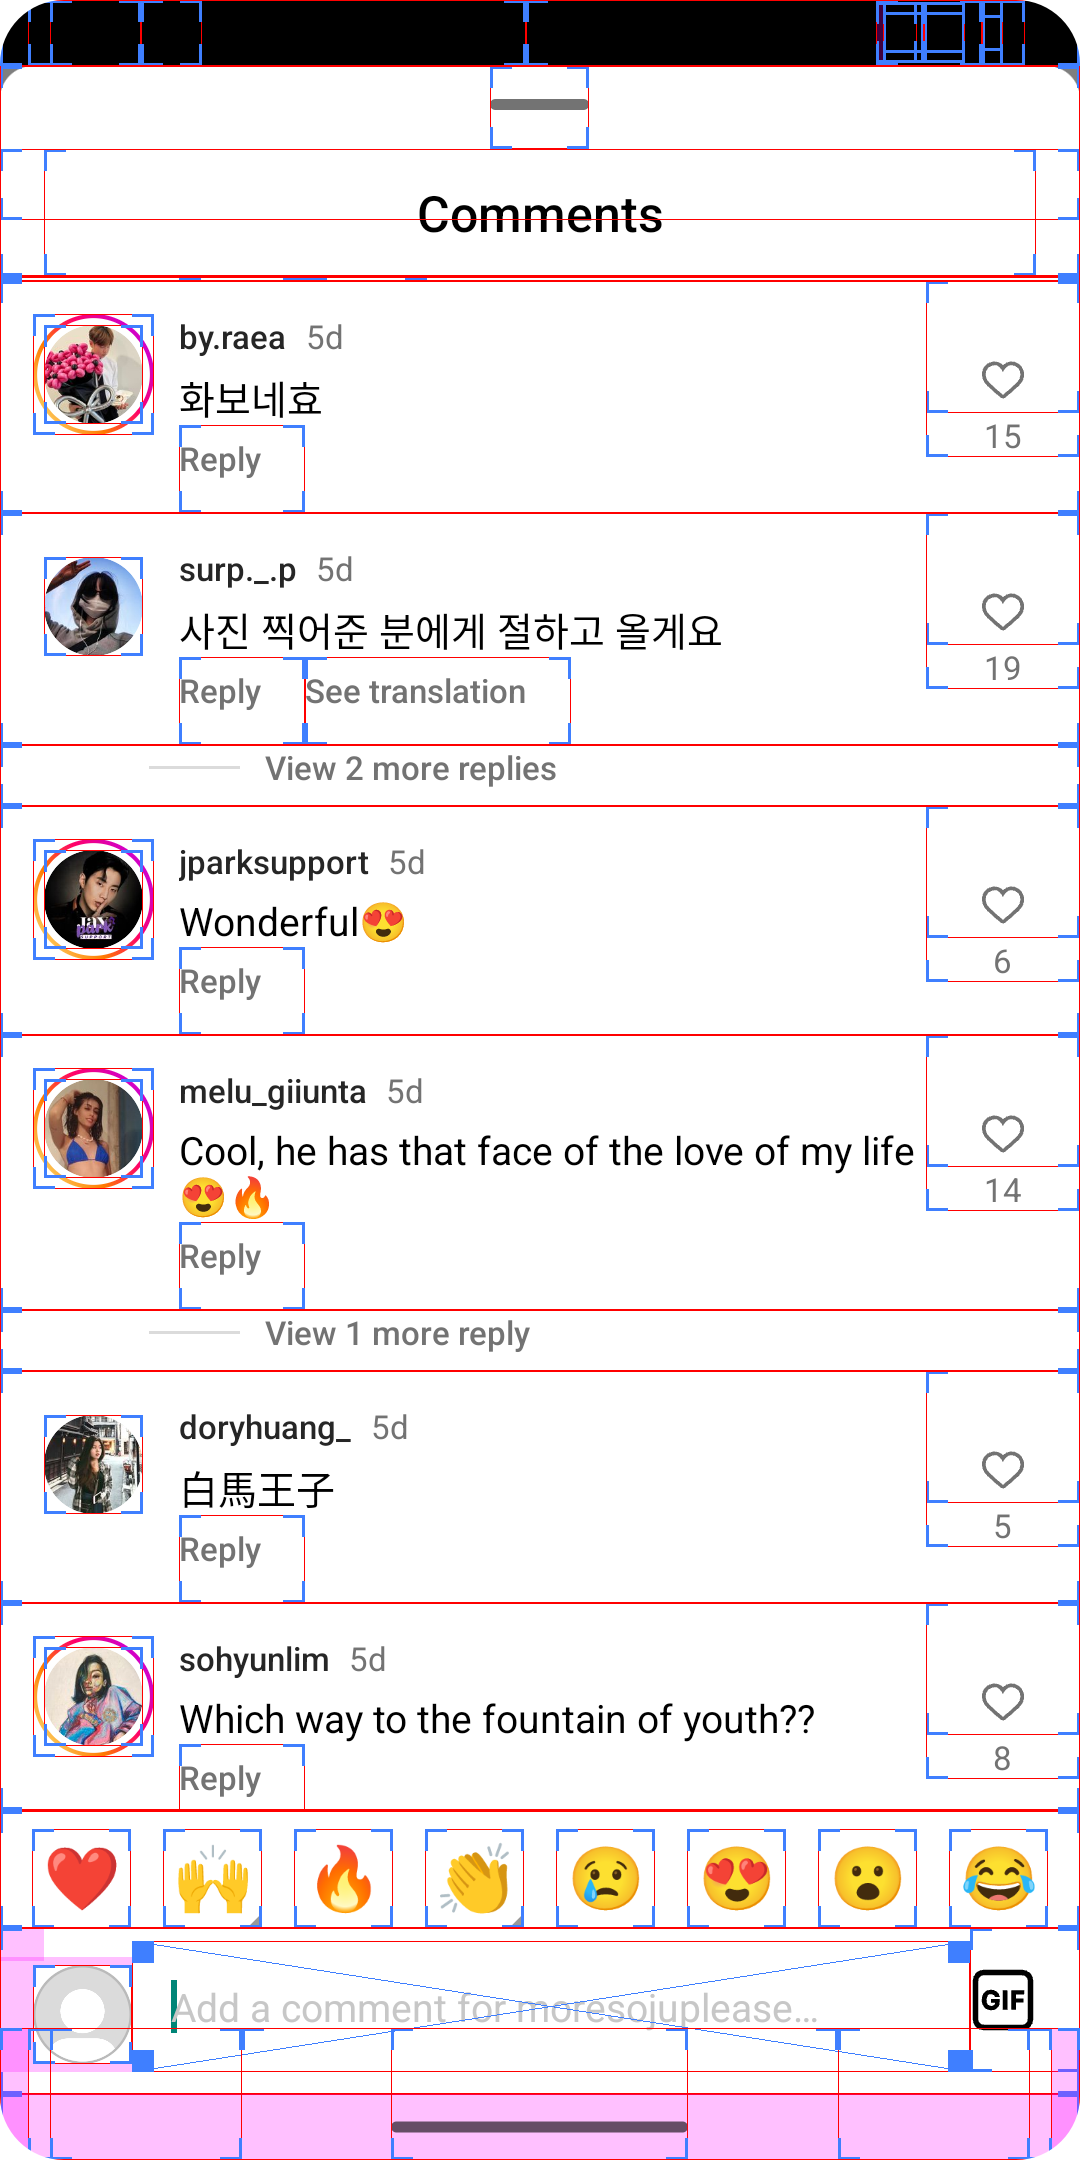 Comments
by.raea 5d
화보네효
Reply
15
surp._.p 5d
사진 찍어준 분에게 절하고 올게요
Reply See translation
19
View 2 more replies
jparksupport 5d
Wonderful😍
Reply
6
melu_giiunta 5d
Cool, he has that face of the love of my life
😍🔥
Reply
14
View 1 more reply
doryhuang_ 5d
白馬王子
Reply
5
sohyunlim 5d
Which way to the fountain of youth??
Reply
8
❤️ 🙌 🔥 👏 😢 😍 😮 😂
Add a comment for moresojuplease...
GIF